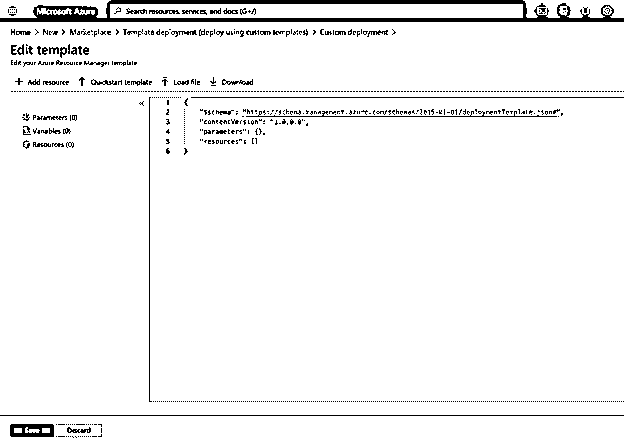 Microsoft Azure
Search resources, services, and docs (G+/)
Home > New > Marketplace > Template deployment (deploy using custom templates) > Custom deployment >
Edit template
Edit your Azure Resource Manager template
+ Add resource ↑ Quickstart template Load file Download
«
Parameters (0)
Variables (0)
Resources (0)
1 {
2 "$schema": "https://schema.management.azure.com/schemas/2015-01-01/deploymentTemplate.json#",
3 "contentVersion": "1.0.0.0",
4 "parameters": {},
5 "resources": []
6 }
Save Discard